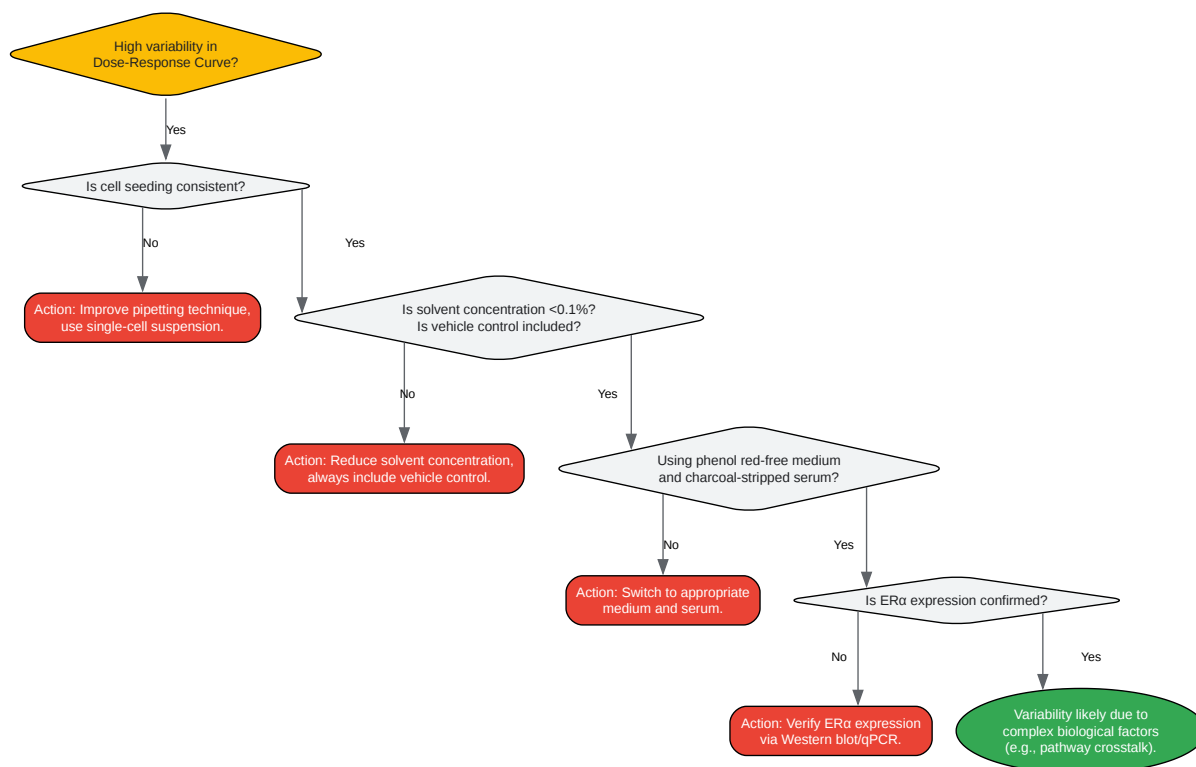 High variability in
Dose-Response Curve?
Yes
Is cell seeding consistent?
No
Yes
Action: Improve pipetting technique,
use single-cell suspension.
Is solvent concentration <0.1%?
Is vehicle control included?
No
Yes
Action: Reduce solvent concentration,
always include vehicle control.
Using phenol red-free medium
and charcoal-stripped serum?
No
Yes
Action: Switch to appropriate
medium and serum.
Is ERα expression confirmed?
No
Yes
Action: Verify ERα expression
via Western blot/qPCR.
Variability likely due to
complex biological factors
(e.g., pathway crosstalk).